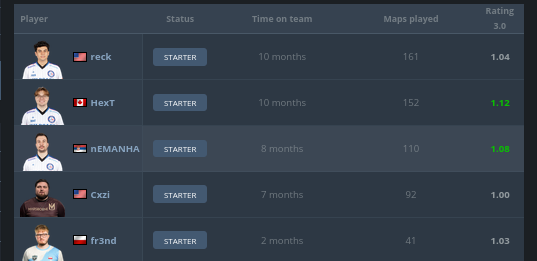 Player Status Time on team Maps played Rating 3.0
reck STARTER 10 months 161 1.04
HexT STARTER 10 months 152 1.12
nEMANHA STARTER 8 months 110 1.08
Cxzi STARTER 7 months 92 1.00
fr3nd STARTER 2 months 41 1.03